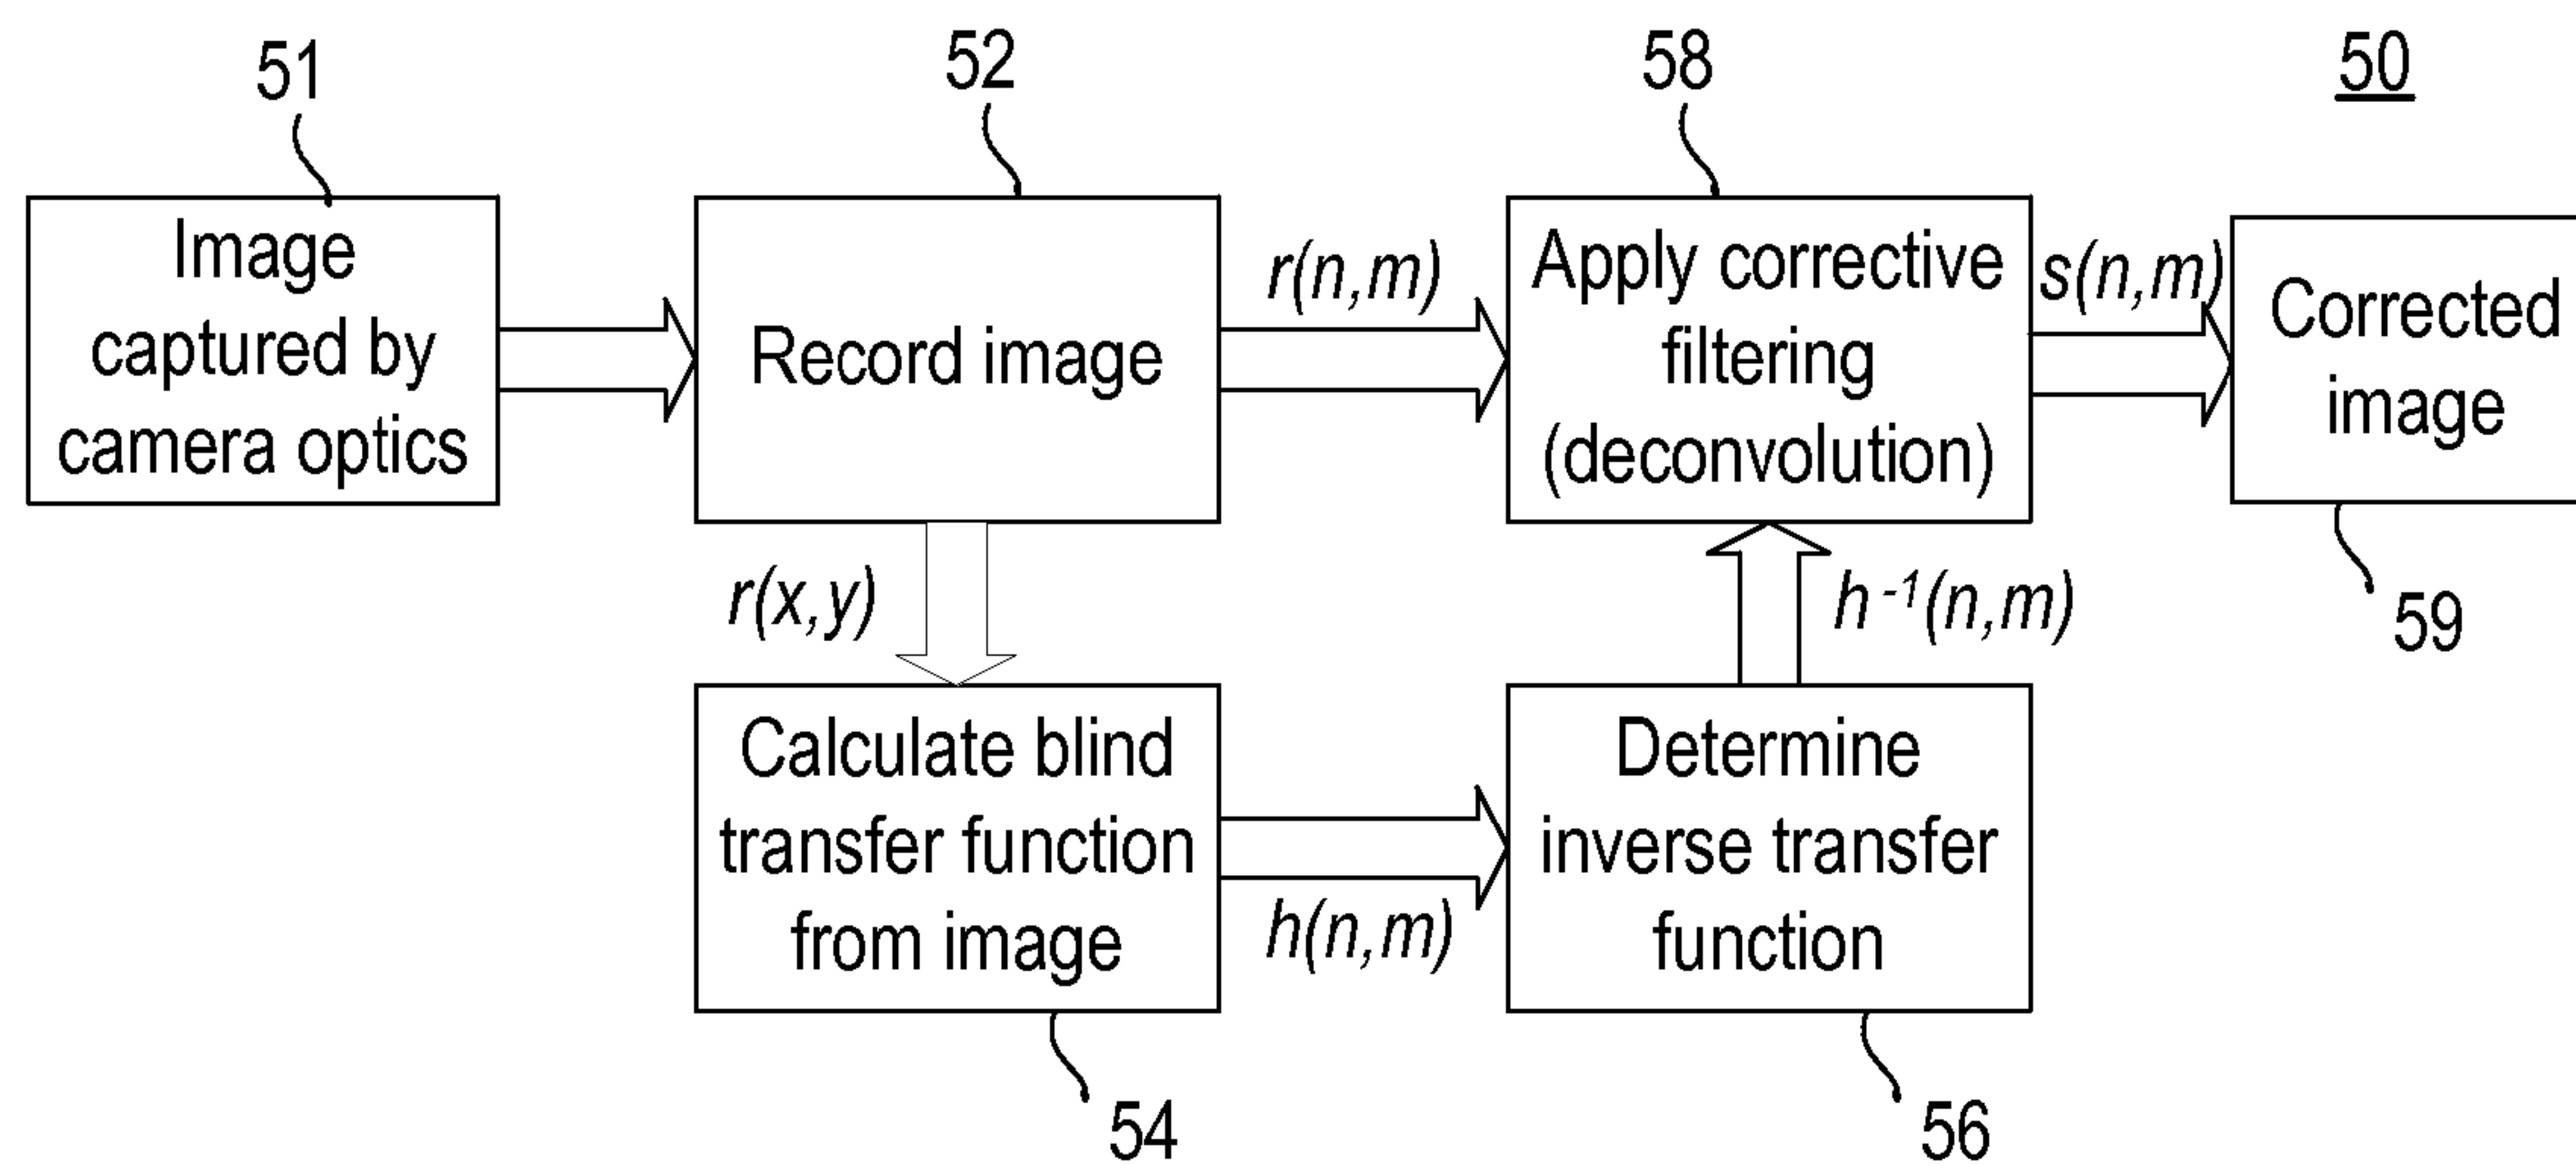 51
52
58
50
Image
captured by
camera optics
Record image
r(n,m)
Apply corrective
filtering
(deconvolution)
s(n,m)
Corrected
image
r(x,y)
h⁻¹(n,m)
59
Calculate blind
transfer function
from image
h(n,m)
Determine
inverse transfer
function
54
56